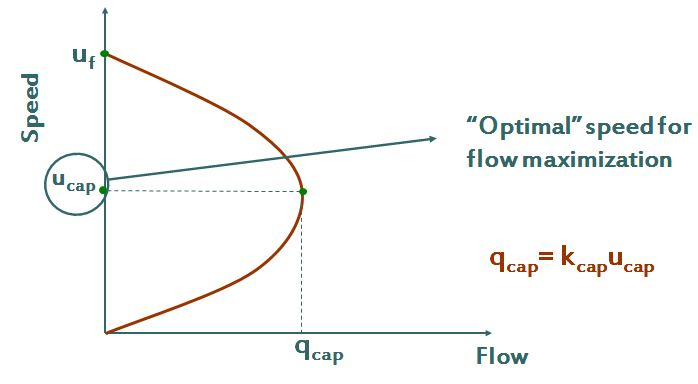 u_f
Speed
u_cap
“Optimal” speed for
flow maximization
q_cap= k_cap u_cap
q_cap
Flow